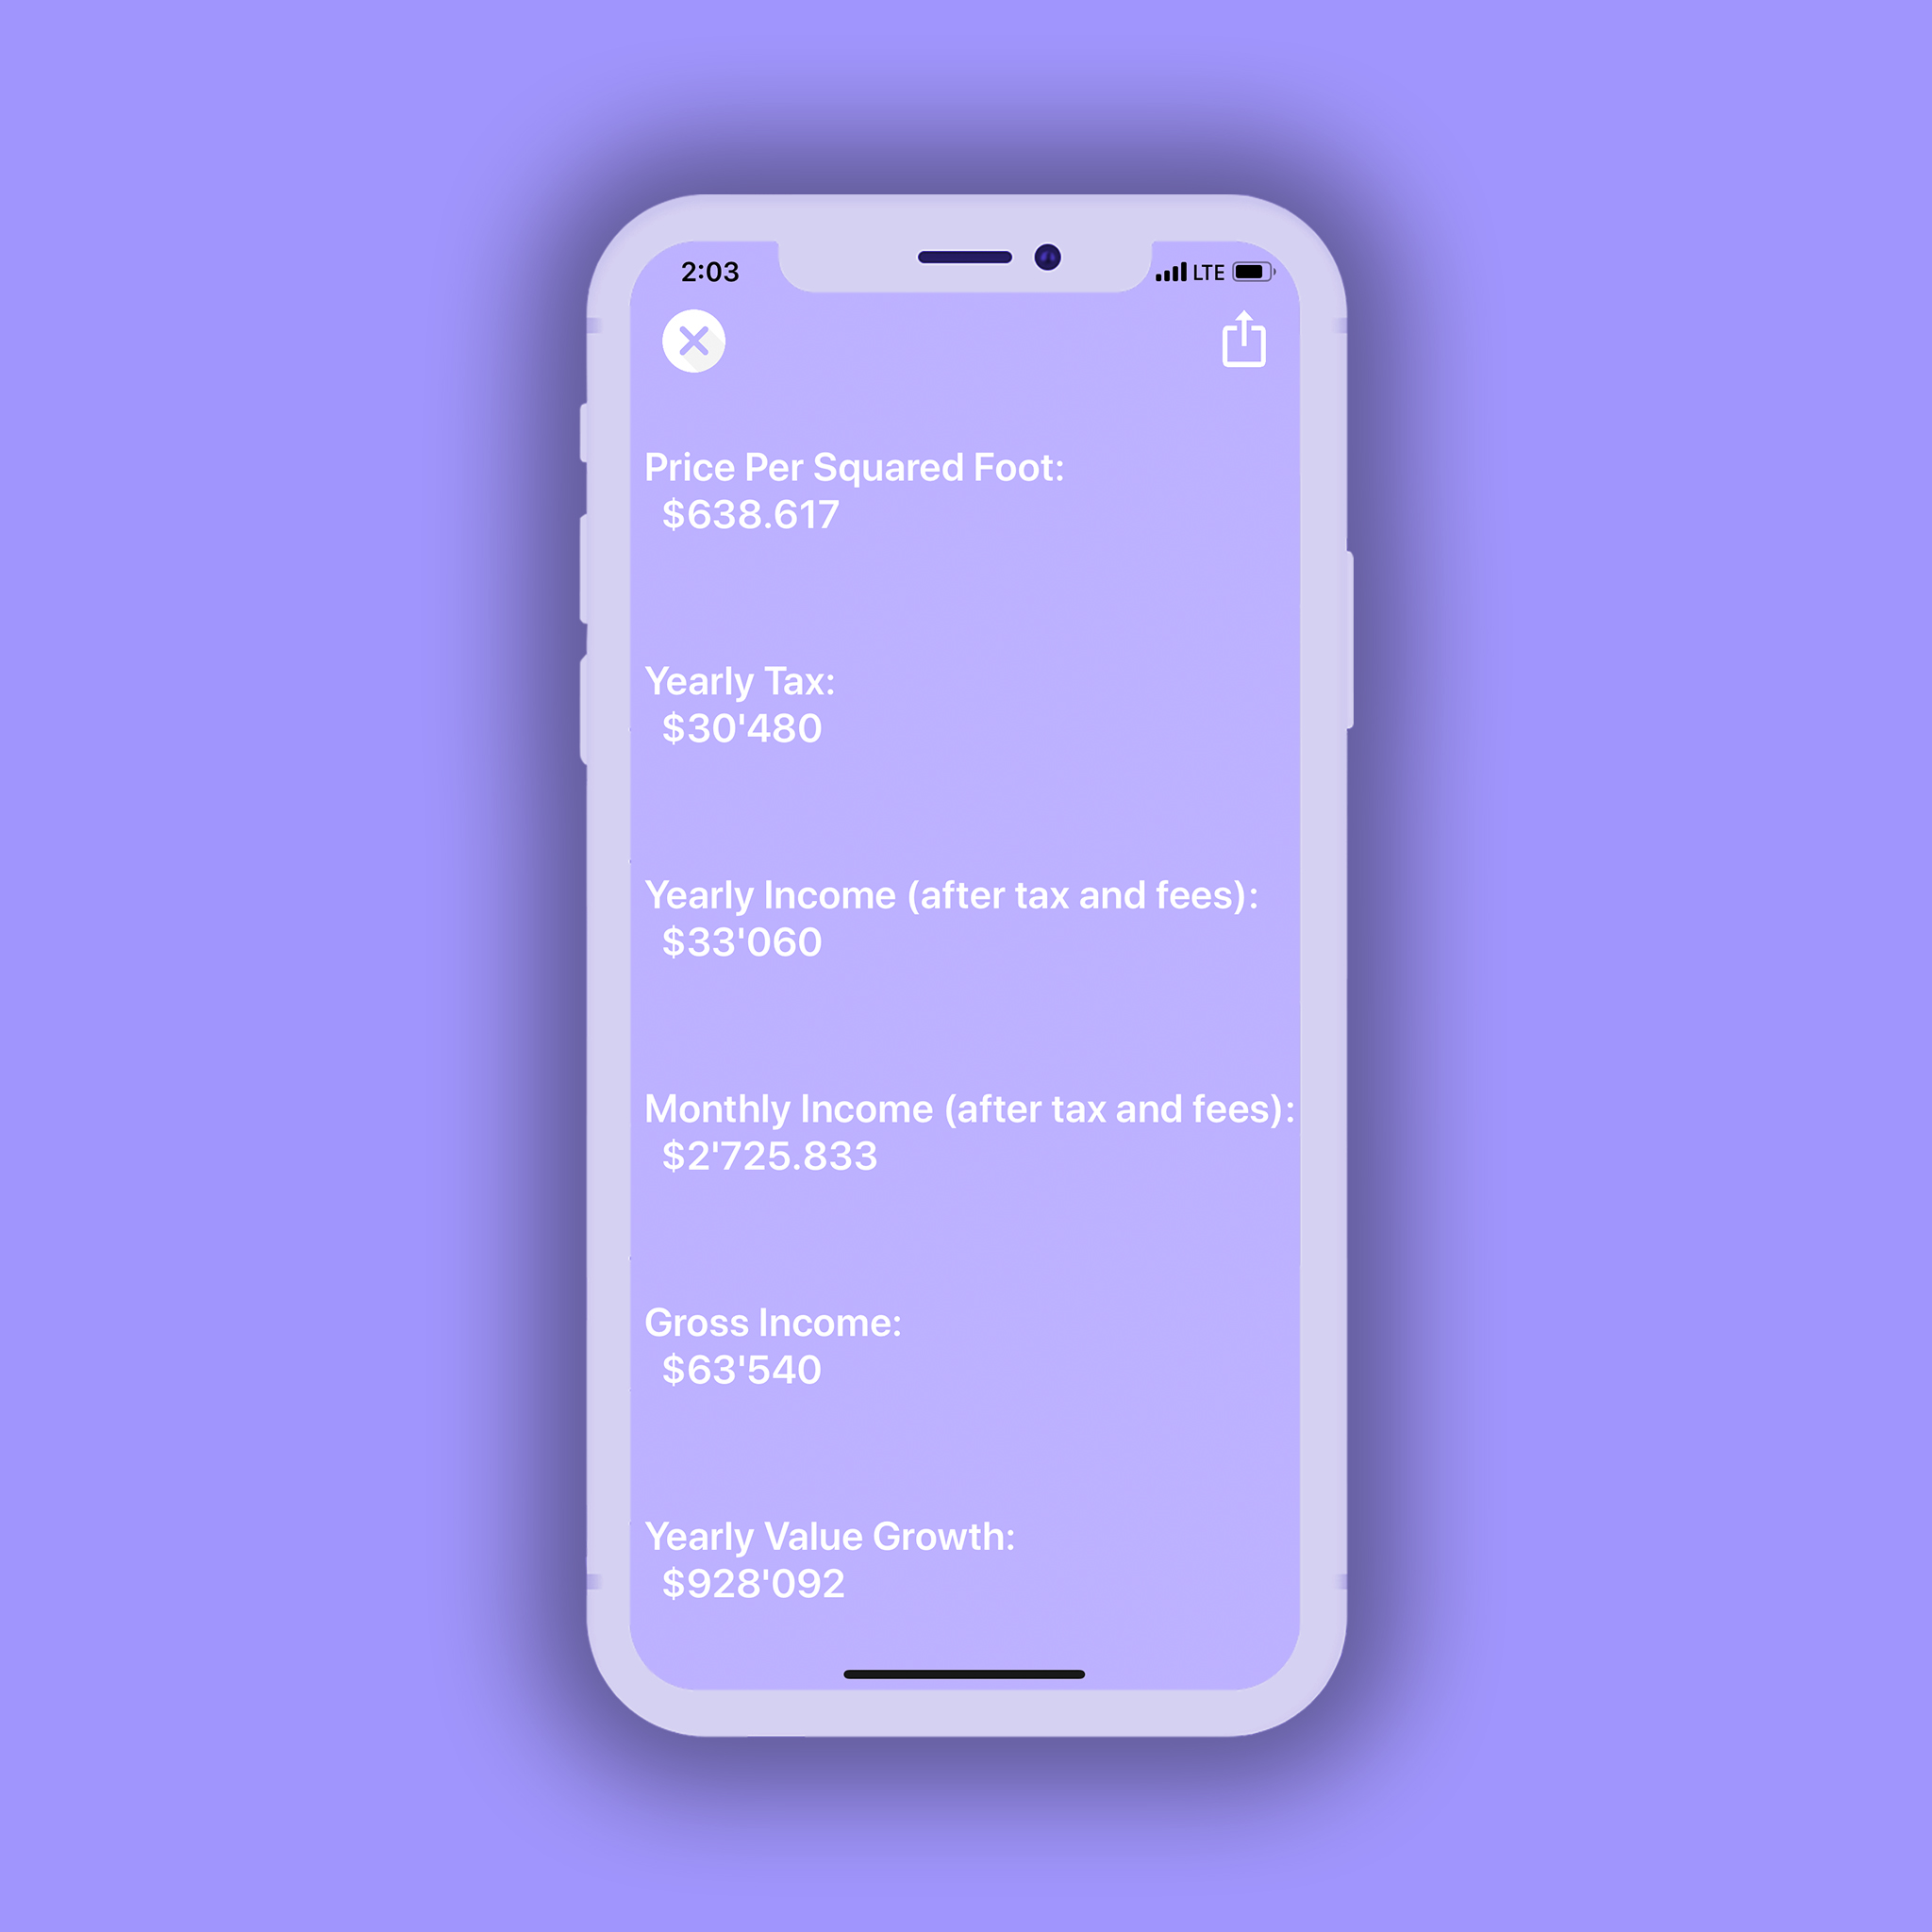 2:03 LTE
Price Per Squared Foot:
$638.617
Yearly Tax:
$30'480
Yearly Income (after tax and fees):
$33'060
Monthly Income (after tax and fees):
$2'725.833
Gross Income:
$63'540
Yearly Value Growth:
$928'092